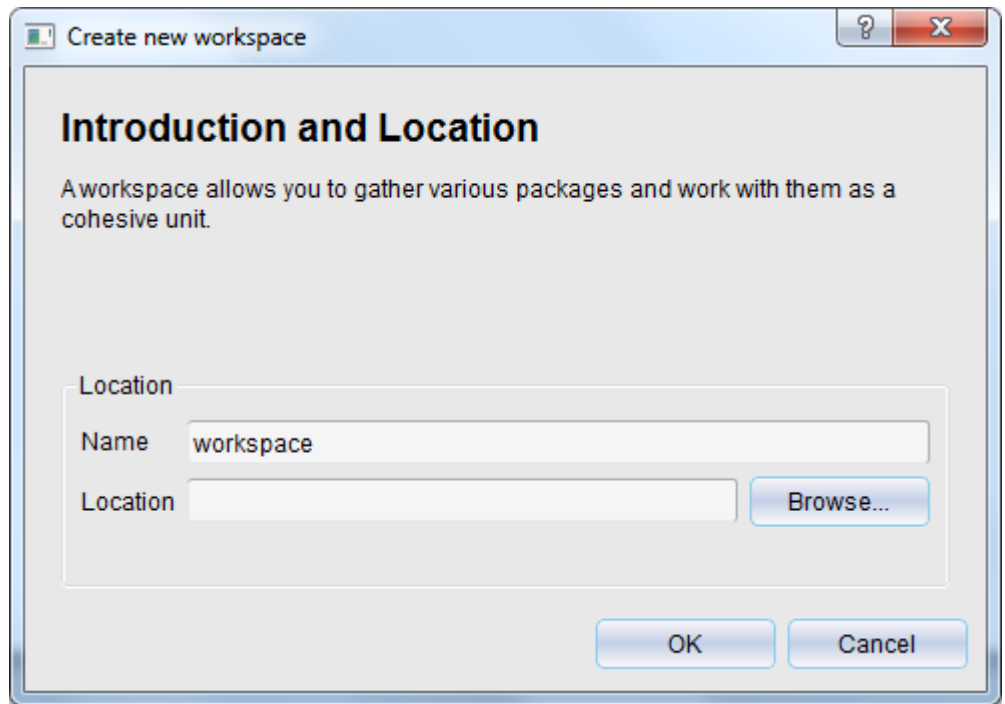 Create new workspace
Introduction and Location
A workspace allows you to gather various packages and work with them as a
cohesive unit.
Location
Name workspace
Location Browse...
OK Cancel